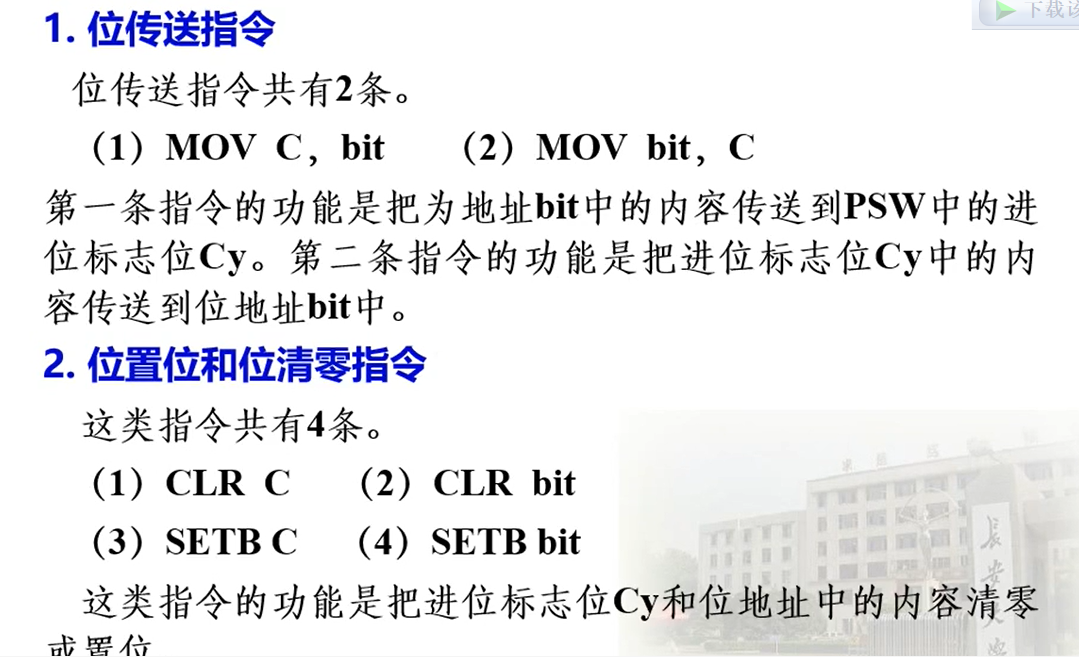 下载
1. 位传送指令
位传送指令共有2条。
（1）MOV C，bit （2）MOV bit，C
第一条指令的功能是把为地址bit中的内容传送到PSW中的进
位标志位Cy。第二条指令的功能是把进位标志位Cy中的内
容传送到位地址bit中。
2. 位置位和位清零指令
这类指令共有4条。
（1）CLR C （2）CLR bit
（3）SETB C （4）SETB bit
这类指令的功能是把进位标志位Cy和位地址中的内容清零
或置位
长安大